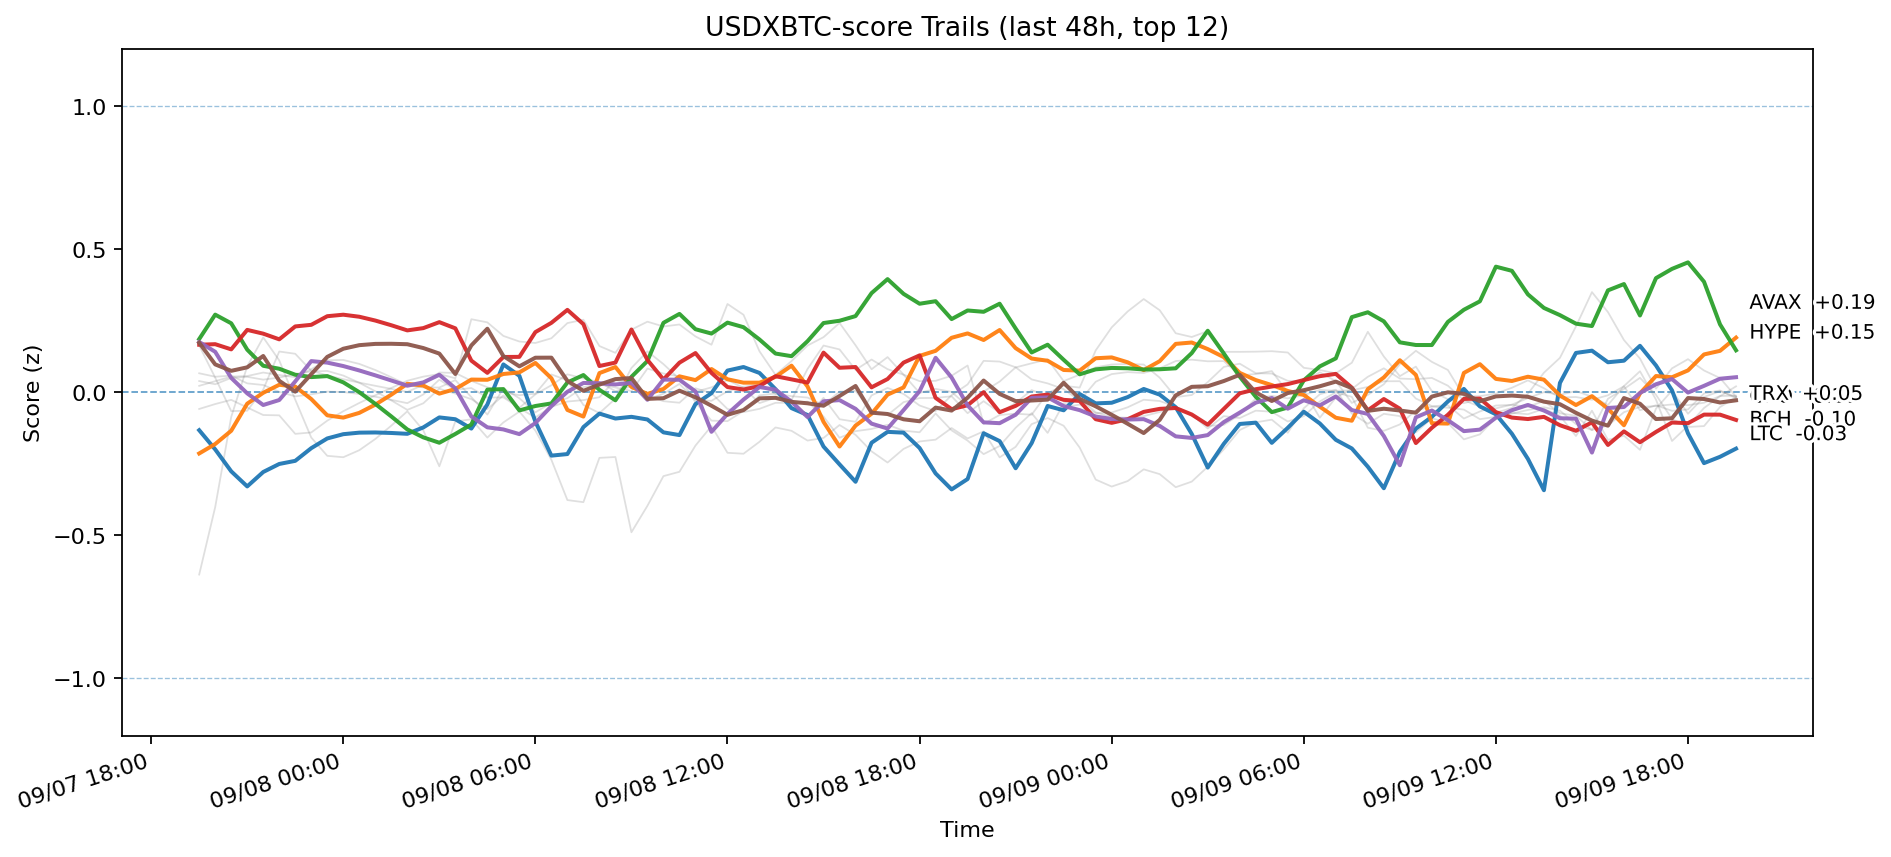 USDXBTC-score Trails (last 48h, top 12)
Score (z)
1.0
0.5
0.0
−0.5
−1.0
AVAX +0.19
HYPE +0.15
TRX +0:05
BCH -0.10
LTC -0.03
09/07 18:00
09/08 00:00
09/08 06:00
09/08 12:00
09/08 18:00
09/09 00:00
09/09 06:00
09/09 12:00
09/09 18:00
Time